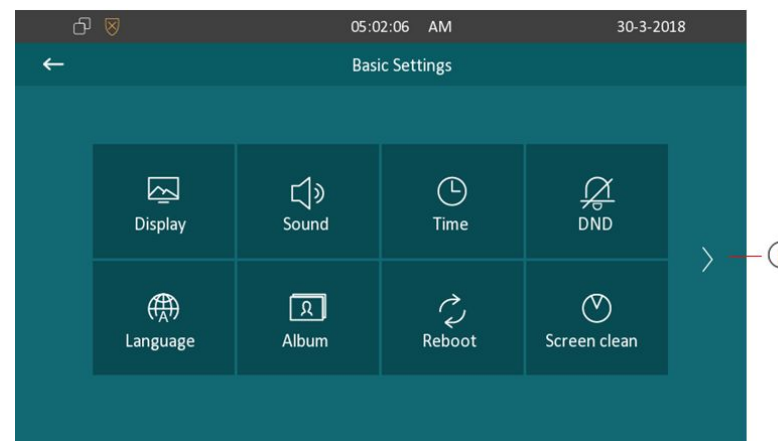 05:02:06 AM 30-3-2018
Basic Settings
Display Sound Time DND
Language Album Reboot Screen clean